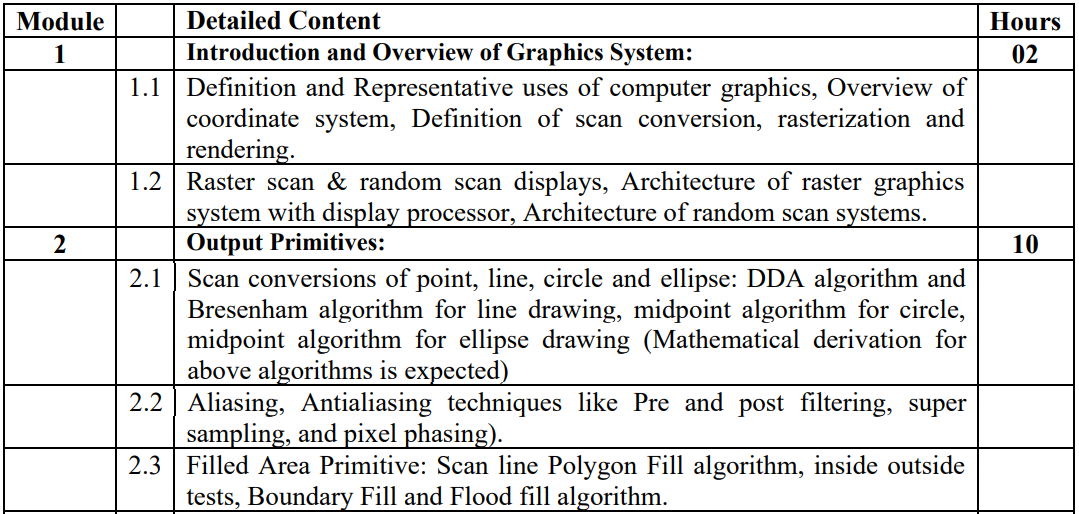 Module Detailed Content Hours
1 Introduction and Overview of Graphics System: 02
1.1 Definition and Representative uses of computer graphics, Overview of
coordinate system, Definition of scan conversion, rasterization and
rendering.
1.2 Raster scan & random scan displays, Architecture of raster graphics
system with display processor, Architecture of random scan systems.
2 Output Primitives: 10
2.1 Scan conversions of point, line, circle and ellipse: DDA algorithm and
Bresenham algorithm for line drawing, midpoint algorithm for circle,
midpoint algorithm for ellipse drawing (Mathematical derivation for
above algorithms is expected)
2.2 Aliasing, Antialiasing techniques like Pre and post filtering, super
sampling, and pixel phasing).
2.3 Filled Area Primitive: Scan line Polygon Fill algorithm, inside outside
tests, Boundary Fill and Flood fill algorithm.